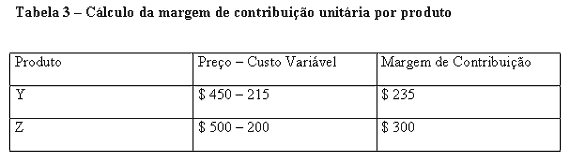 Tabela 3 – Cálculo da margem de contribuição unitária por produto
Produto Preço – Custo Variável Margem de Contribuição
Y $ 450 – 215 $ 235
Z $ 500 – 200 $ 300